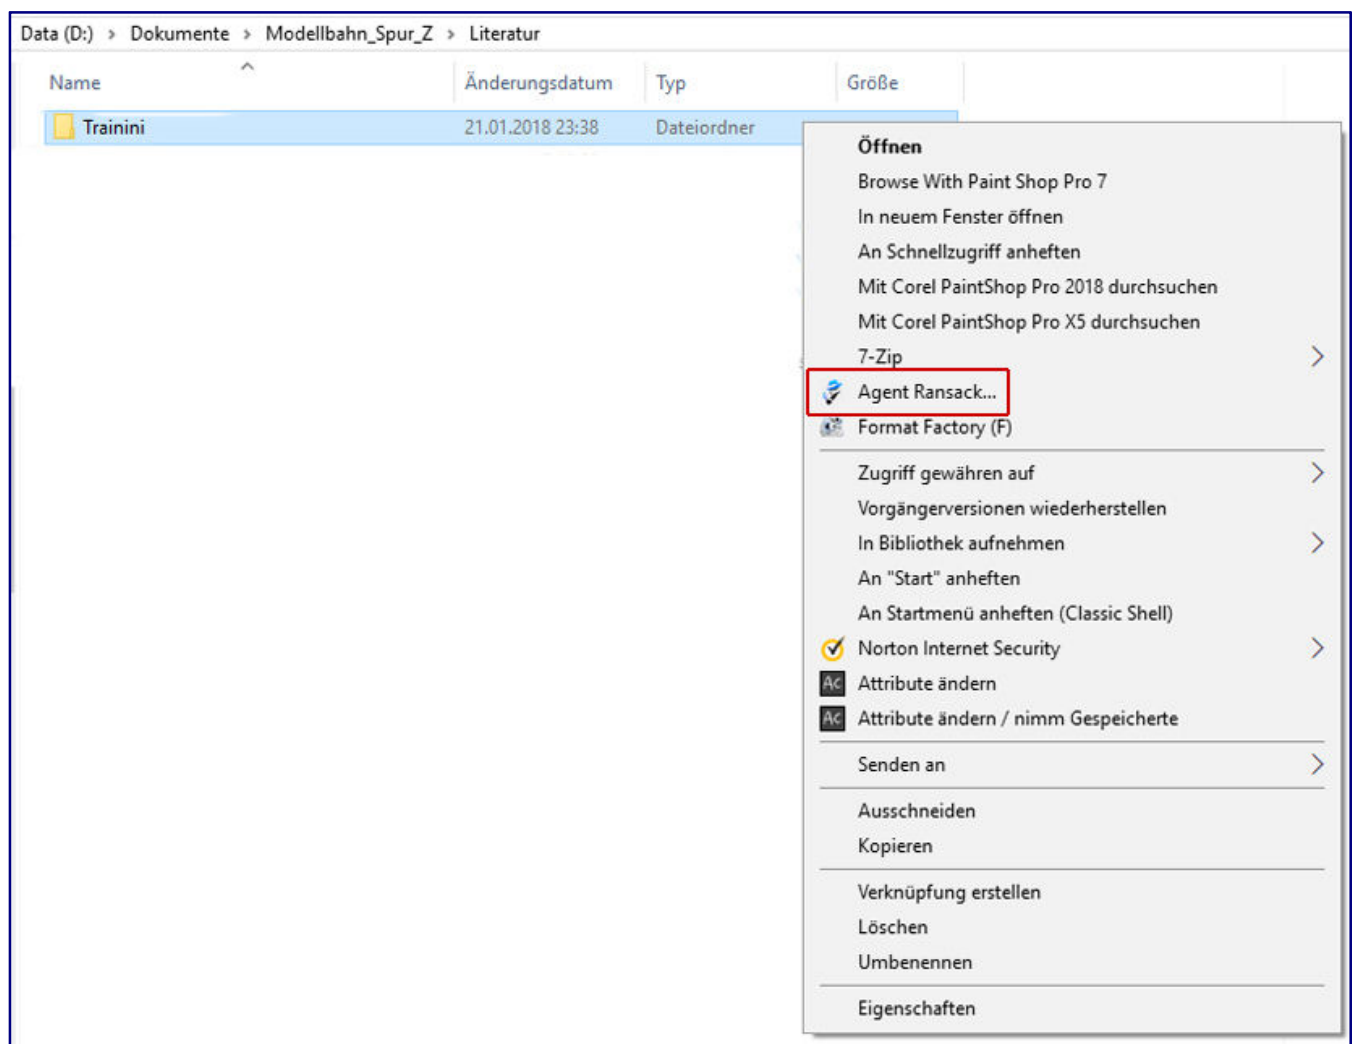 Data (D:) > Dokumente > Modellbahn_Spur_Z > Literatur
Name Änderungsdatum Typ Größe
Trainini 21.01.2018 23:38 Dateiordner
Öffnen
Browse With Paint Shop Pro 7
In neuem Fenster öffnen
An Schnellzugriff anheften
Mit Corel PaintShop Pro 2018 durchsuchen
Mit Corel PaintShop Pro X5 durchsuchen
7-Zip
Agent Ransack...
Format Factory (F)
Zugriff gewähren auf
Vorgängerversionen wiederherstellen
In Bibliothek aufnehmen
An "Start" anheften
An Startmenü anheften (Classic Shell)
Norton Internet Security
Ac Attribute ändern
Ac Attribute ändern / nimm Gespeicherte
Senden an
Ausschneiden
Kopieren
Verknüpfung erstellen
Löschen
Umbenennen
Eigenschaften